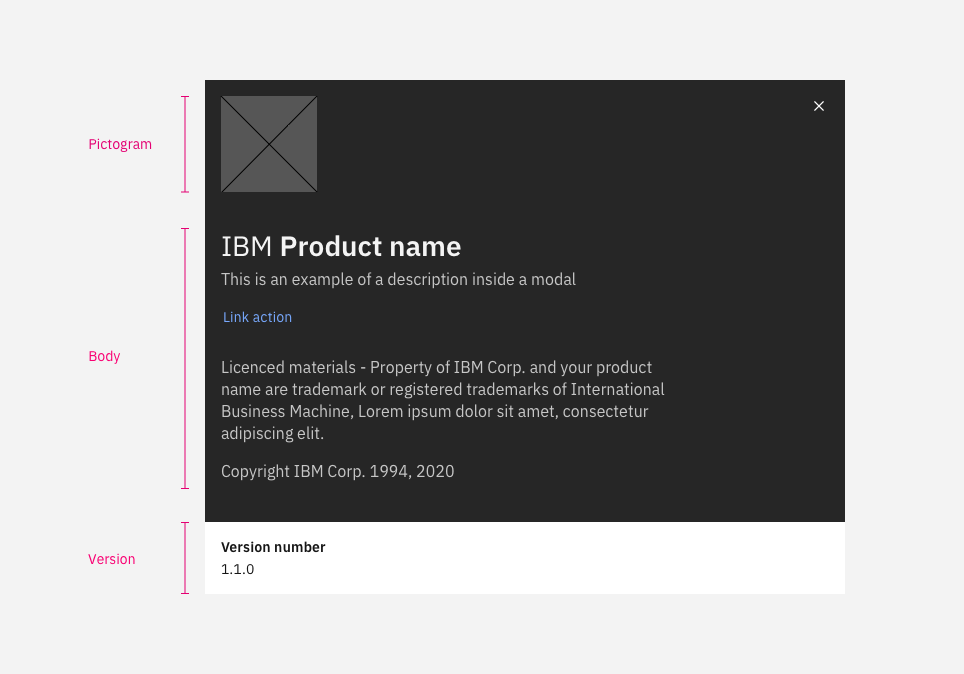 Pictogram
IBM Product name
This is an example of a description inside a modal
Link action
Body
Licenced materials - Property of IBM Corp. and your product
name are trademark or registered trademarks of International
Business Machine, Lorem ipsum dolor sit amet, consectetur
adipiscing elit.
Copyright IBM Corp. 1994, 2020
Version
Version number
1.1.0